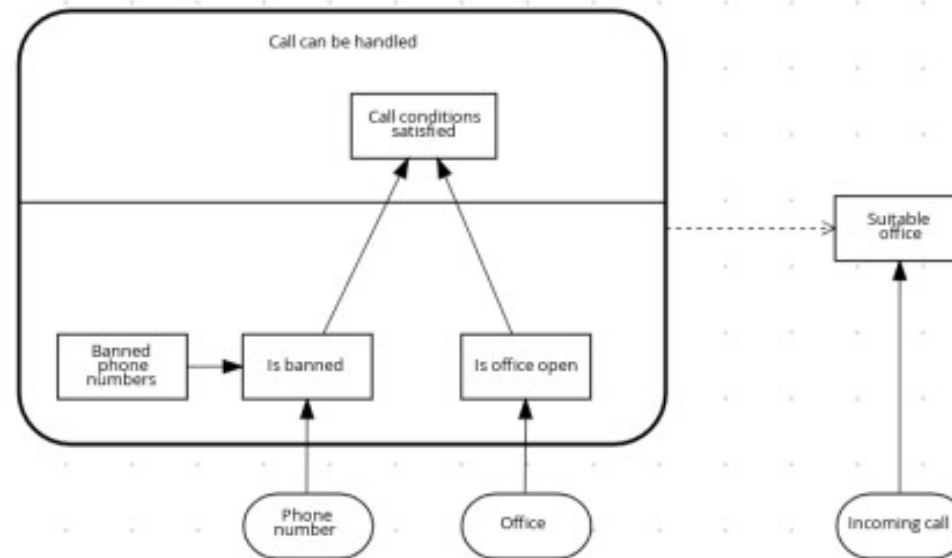 Call can be handled
Call conditions
satisfied
Suitable
office
Banned
phone
numbers
Is banned
Is office open
Phone
number
Office
Incoming call